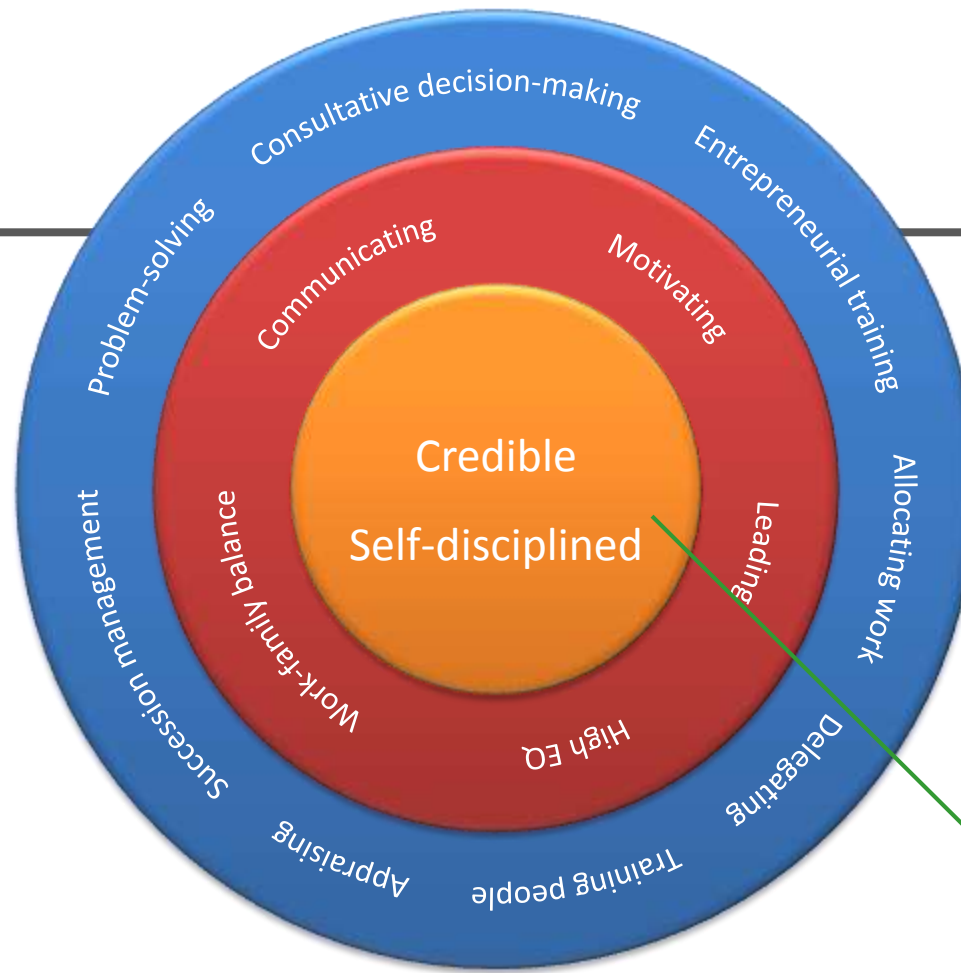 Consultative decision-making
Entrepreneurial training
Allocating work
Delegating
Training people
Appraising
Succession management
Problem-solving
Communicating
Motivating
Leading
High EQ
Work-family balance
Credible
Self-disciplined